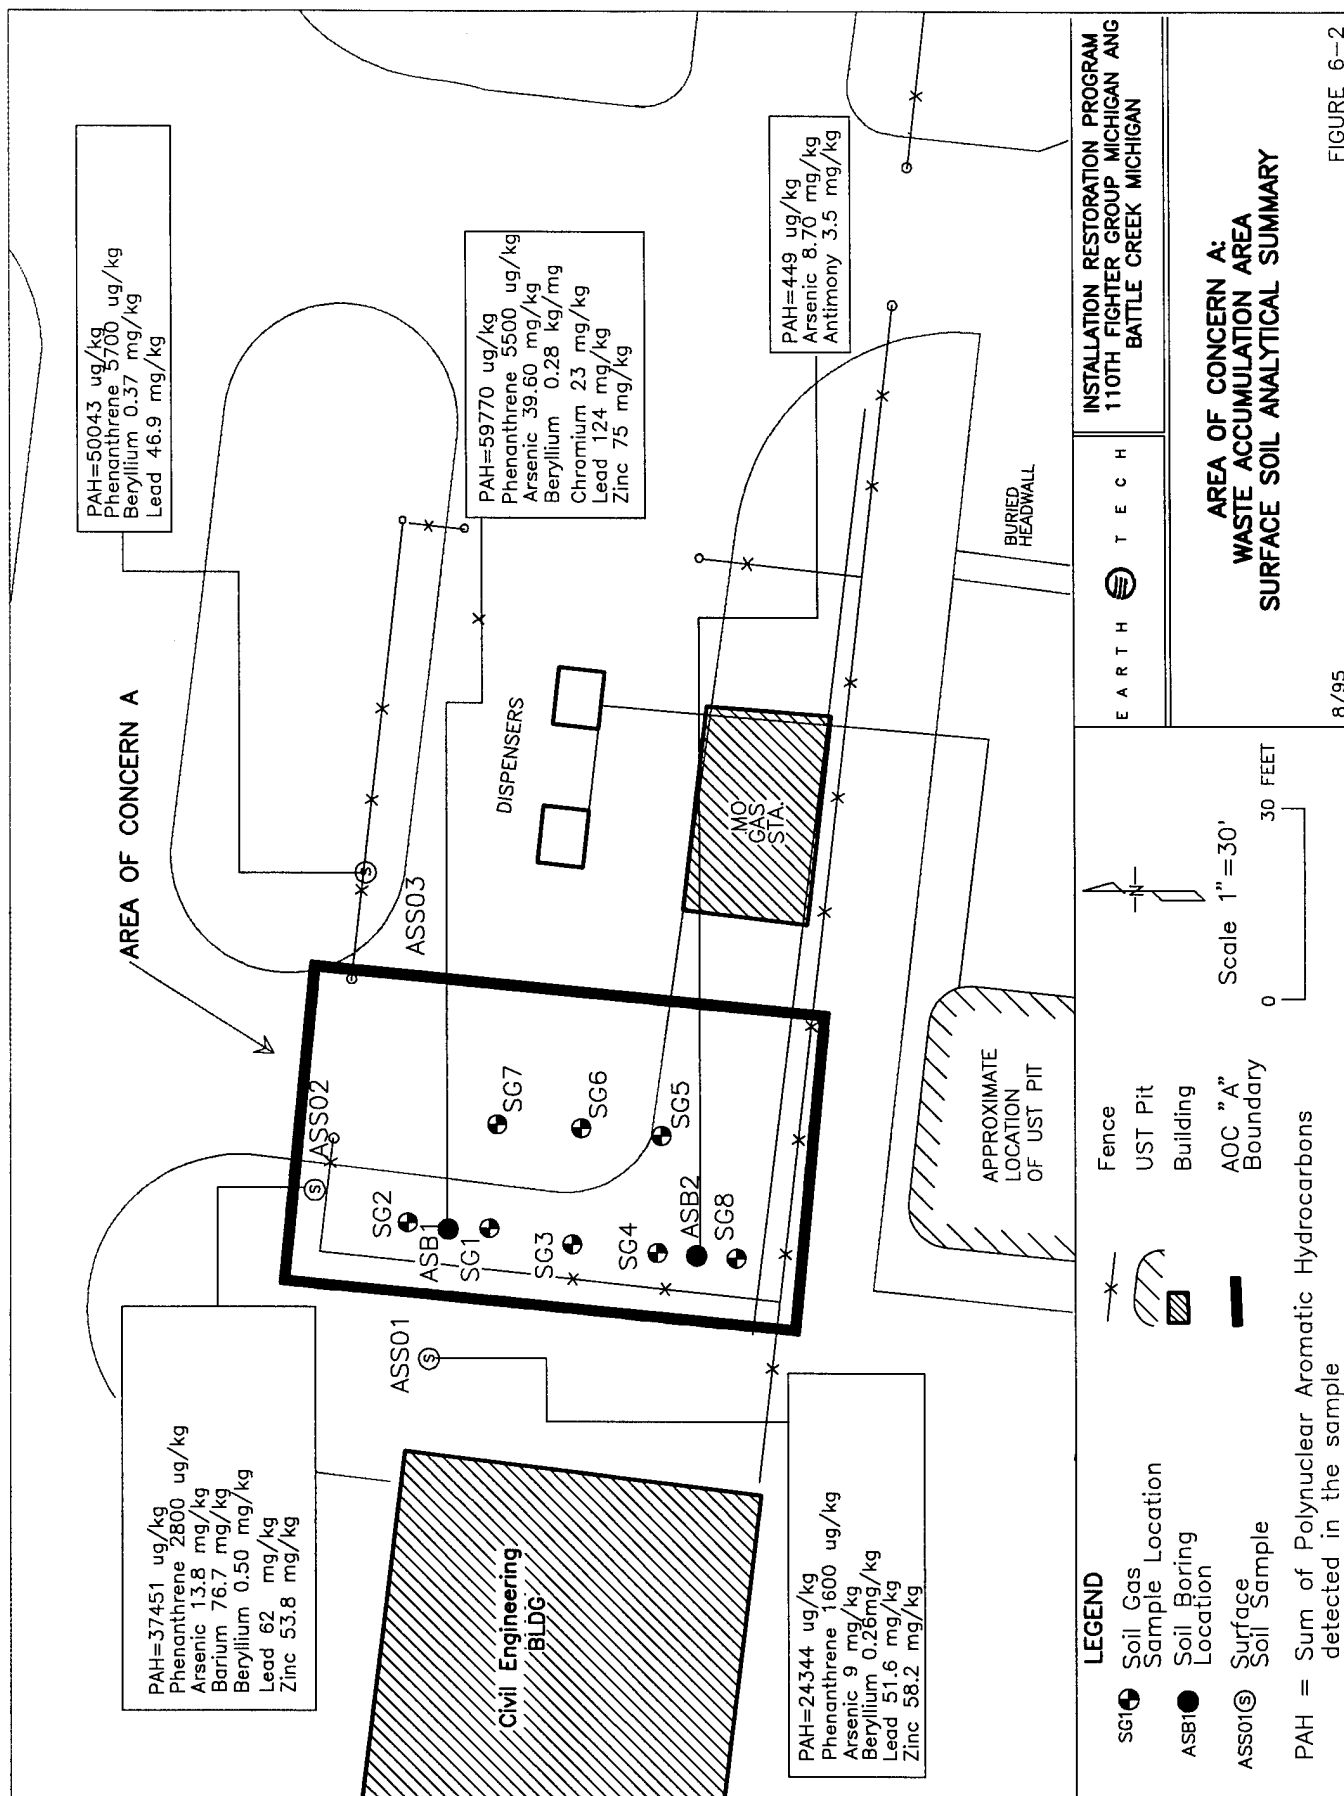 PAH=50043 ug/kg
Phenanthrene 5700 ug/kg
Beryllium 0.37 mg/kg
Lead 46.9 mg/kg
AREA OF CONCERN A
PAH=59770 ug/kg
Phenanthrene 5500 ug/kg
Arsenic 39.60 mg/kg
Beryllium 0.28 kg/mg
Chromium 23 mg/kg
Lead 124 mg/kg
Zinc 75 mg/kg
PAH=449 ug/kg
Arsenic 8.70 mg/kg
Antimony 3.5 mg/kg
PAH=37451 ug/kg
Phenanthrene 2800 ug/kg
Arsenic 13.8 mg/kg
Barium 76.7 mg/kg
Beryllium 0.50 mg/kg
Lead 62 mg/kg
Zinc 53.8 mg/kg
PAH=24344 ug/kg
Phenanthrene 1600 ug/kg
Arsenic 9 mg/kg
Beryllium 0.26mg/kg
Lead 51.6 mg/kg
Zinc 58.2 mg/kg
ASS02
S
ASS03
S
ASS01
S
SG2
ASB1
SG1
SG3
SG4
ASB2
SG8
SG7
SG6
SG5
DISPENSERS
MO
GAS
STA.
BURIED
HEADWALL
Civil Engineering
BLDG.
APPROXIMATE
LOCATION
OF UST PIT
LEGEND
SG1 Soil Gas
Sample Location
ASB1 Soil Boring
Location
ASS01 S Surface
Soil Sample
Fence
UST Pit
Building
AOC "A"
Boundary
PAH = Sum of Polynuclear Aromatic Hydrocarbons
detected in the sample
N
Scale 1"=30'
0 30 FEET
EARTH TECH
INSTALLATION RESTORATION PROGRAM
110TH FIGHTER GROUP MICHIGAN ANG
BATTLE CREEK MICHIGAN
AREA OF CONCERN A:
WASTE ACCUMULATION AREA
SURFACE SOIL ANALYTICAL SUMMARY
8/95
FIGURE 6-2